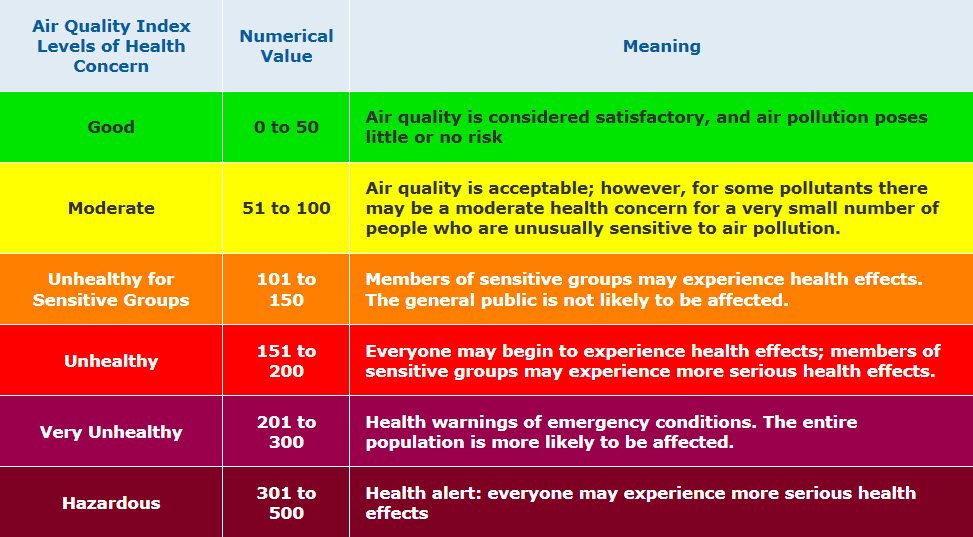 Air Quality Index
Levels of Health
Concern
Numerical
Value
Meaning
Good
0 to 50
Air quality is considered satisfactory, and air pollution poses
little or no risk
Moderate
51 to 100
Air quality is acceptable; however, for some pollutants there
may be a moderate health concern for a very small number of
people who are unusually sensitive to air pollution.
Unhealthy for
Sensitive Groups
101 to
150
Members of sensitive groups may experience health effects.
The general public is not likely to be affected.
Unhealthy
151 to
200
Everyone may begin to experience health effects; members of
sensitive groups may experience more serious health effects.
Very Unhealthy
201 to
300
Health warnings of emergency conditions. The entire
population is more likely to be affected.
Hazardous
301 to
500
Health alert: everyone may experience more serious health
effects